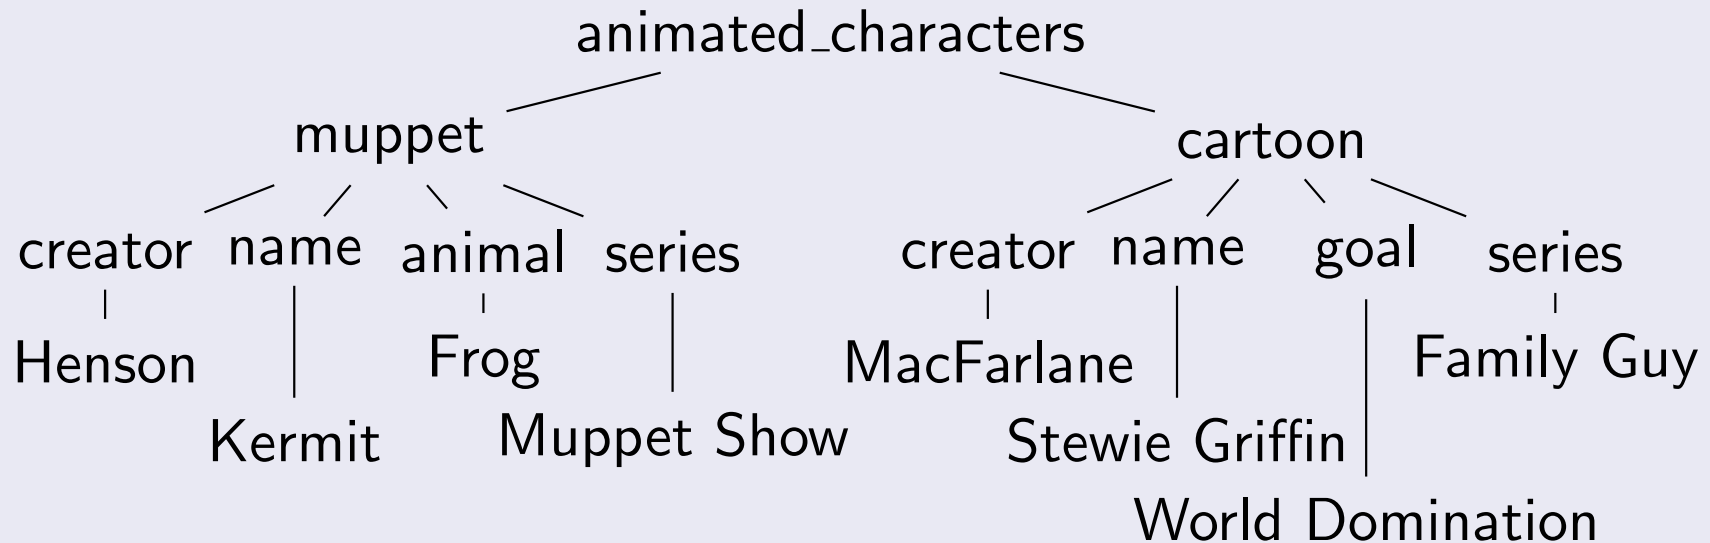 animated_characters
muppet cartoon
creator name animal series creator name goal series
Henson Frog MacFarlane Family Guy
Kermit Muppet Show Stewie Griffin
World Domination